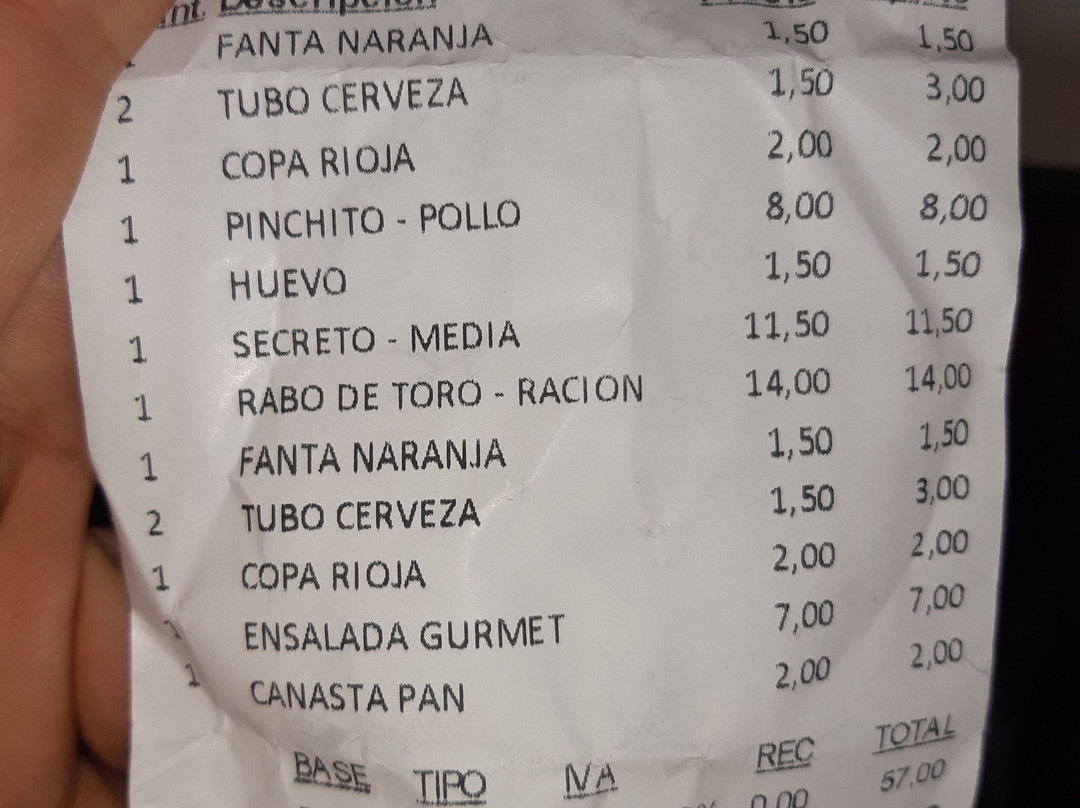 Descripción
FANTA NARANJA 1,50 1,50
2 TUBO CERVEZA 1,50 3,00
1 COPA RIOJA 2,00 2,00
1 PINCHITO - POLLO 8,00 8,00
1 HUEVO 1,50 1,50
1 SECRETO - MEDIA 11,50 11,50
1 RABO DE TORO - RACION 14,00 14,00
1 FANTA NARANJA 1,50 1,50
2 TUBO CERVEZA 1,50 3,00
1 COPA RIOJA 2,00 2,00
1 ENSALADA GURMET 7,00 7,00
1 CANASTA PAN 2,00 2,00
BASE TIPO IVA REC TOTAL
0,00 57,00